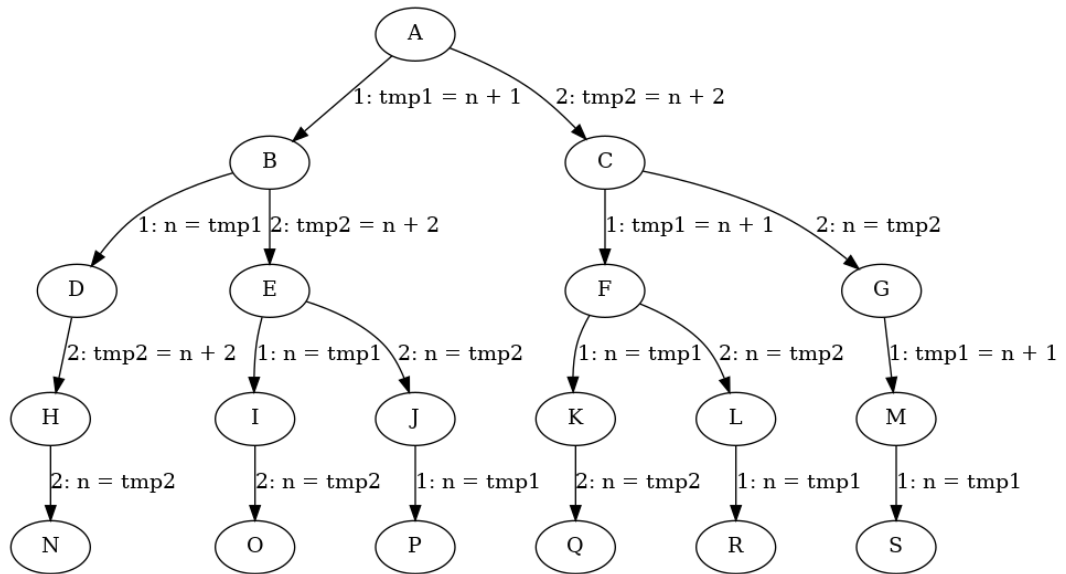 A
1: tmp1 = n + 1
2: tmp2 = n + 2
B
C
1: n = tmp1
2: tmp2 = n + 2
1: tmp1 = n + 1
2: n = tmp2
D
E
F
G
2: tmp2 = n + 2
1: n = tmp1
2: n = tmp2
1: n = tmp1
2: n = tmp2
1: tmp1 = n + 1
H
I
J
K
L
M
2: n = tmp2
2: n = tmp2
1: n = tmp1
2: n = tmp2
1: n = tmp1
1: n = tmp1
N
O
P
Q
R
S